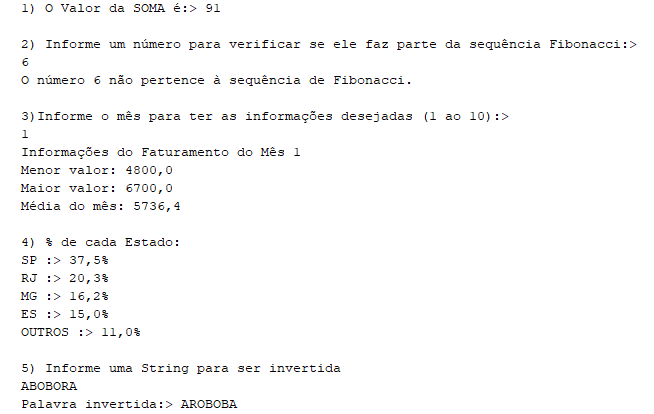 1) O Valor da SOMA é:> 91
2) Informe um número para verificar se ele faz parte da sequência Fibonacci:>
6
O número 6 não pertence à sequência de Fibonacci.
3)Informe o mês para ter as informações desejadas (1 ao 10):>
1
Informações do Faturamento do Mês 1
Menor valor: 4800,0
Maior valor: 6700,0
Média do mês: 5736,4
4) % de cada Estado:
SP :> 37,5%
RJ :> 20,3%
MG :> 16,2%
ES :> 15,0%
OUTROS :> 11,0%
5) Informe uma String para ser invertida
ABOBORA
Palavra invertida:> AROBOBA